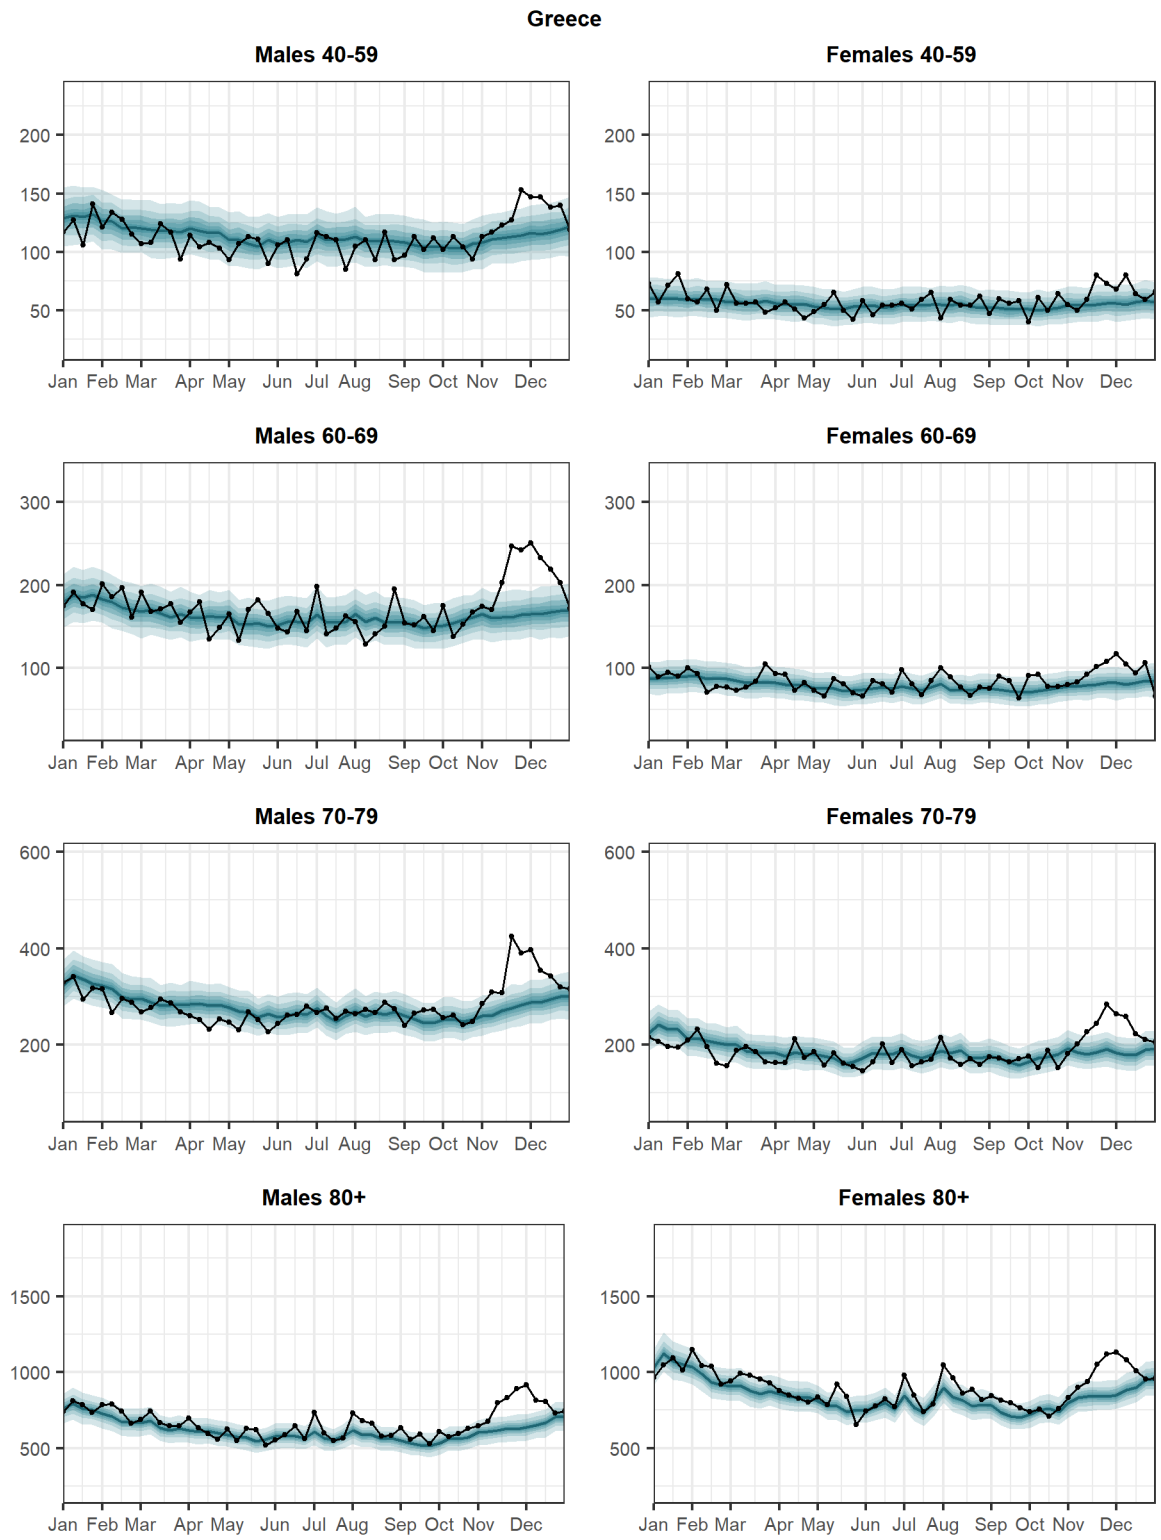 Greece
Males 40-59
Females 40-59
200
150
100
50
Jan Feb Mar Apr May Jun Jul Aug Sep Oct Nov Dec
200
150
100
50
Jan Feb Mar Apr May Jun Jul Aug Sep Oct Nov Dec
Males 60-69
Females 60-69
300
200
100
Jan Feb Mar Apr May Jun Jul Aug Sep Oct Nov Dec
300
200
100
Jan Feb Mar Apr May Jun Jul Aug Sep Oct Nov Dec
Males 70-79
Females 70-79
600
400
200
Jan Feb Mar Apr May Jun Jul Aug Sep Oct Nov Dec
600
400
200
Jan Feb Mar Apr May Jun Jul Aug Sep Oct Nov Dec
Males 80+
Females 80+
1500
1000
500
Jan Feb Mar Apr May Jun Jul Aug Sep Oct Nov Dec
1500
1000
500
Jan Feb Mar Apr May Jun Jul Aug Sep Oct Nov Dec